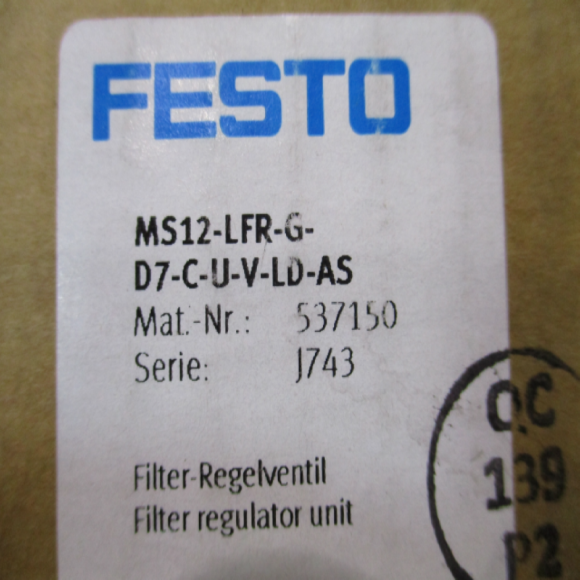 FESTO
MS12-LFR-G-
D7-C-U-V-LD-AS
Mat.-Nr.: 537150
Serie: J743
QC
139
P2
Filter-Regelventil
Filter regulator unit